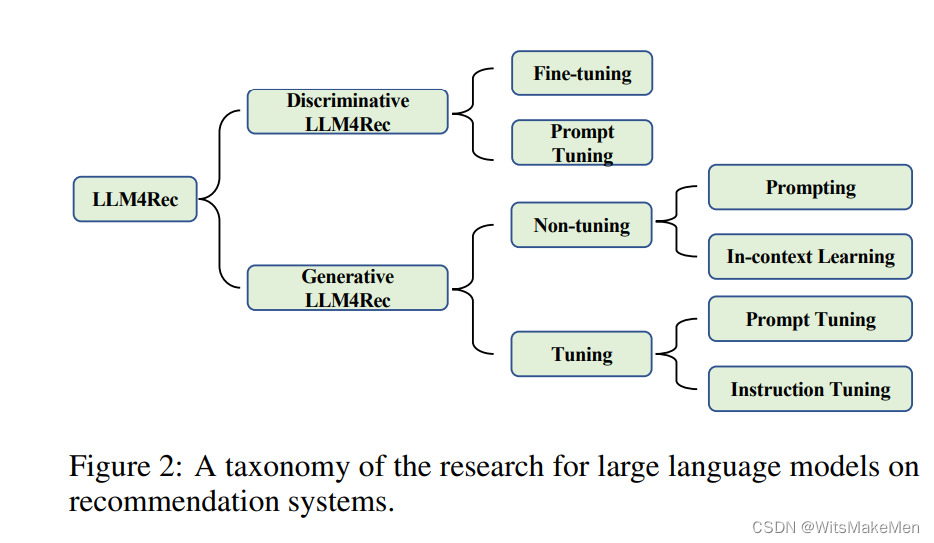 LLM4Rec
Discriminative
LLM4Rec
Fine-tuning
Prompt
Tuning
Generative
LLM4Rec
Non-tuning
Prompting
In-context Learning
Tuning
Prompt Tuning
Instruction Tuning
Figure 2: A taxonomy of the research for large language models on
recommendation systems.
CSDN @WitsMakeMen